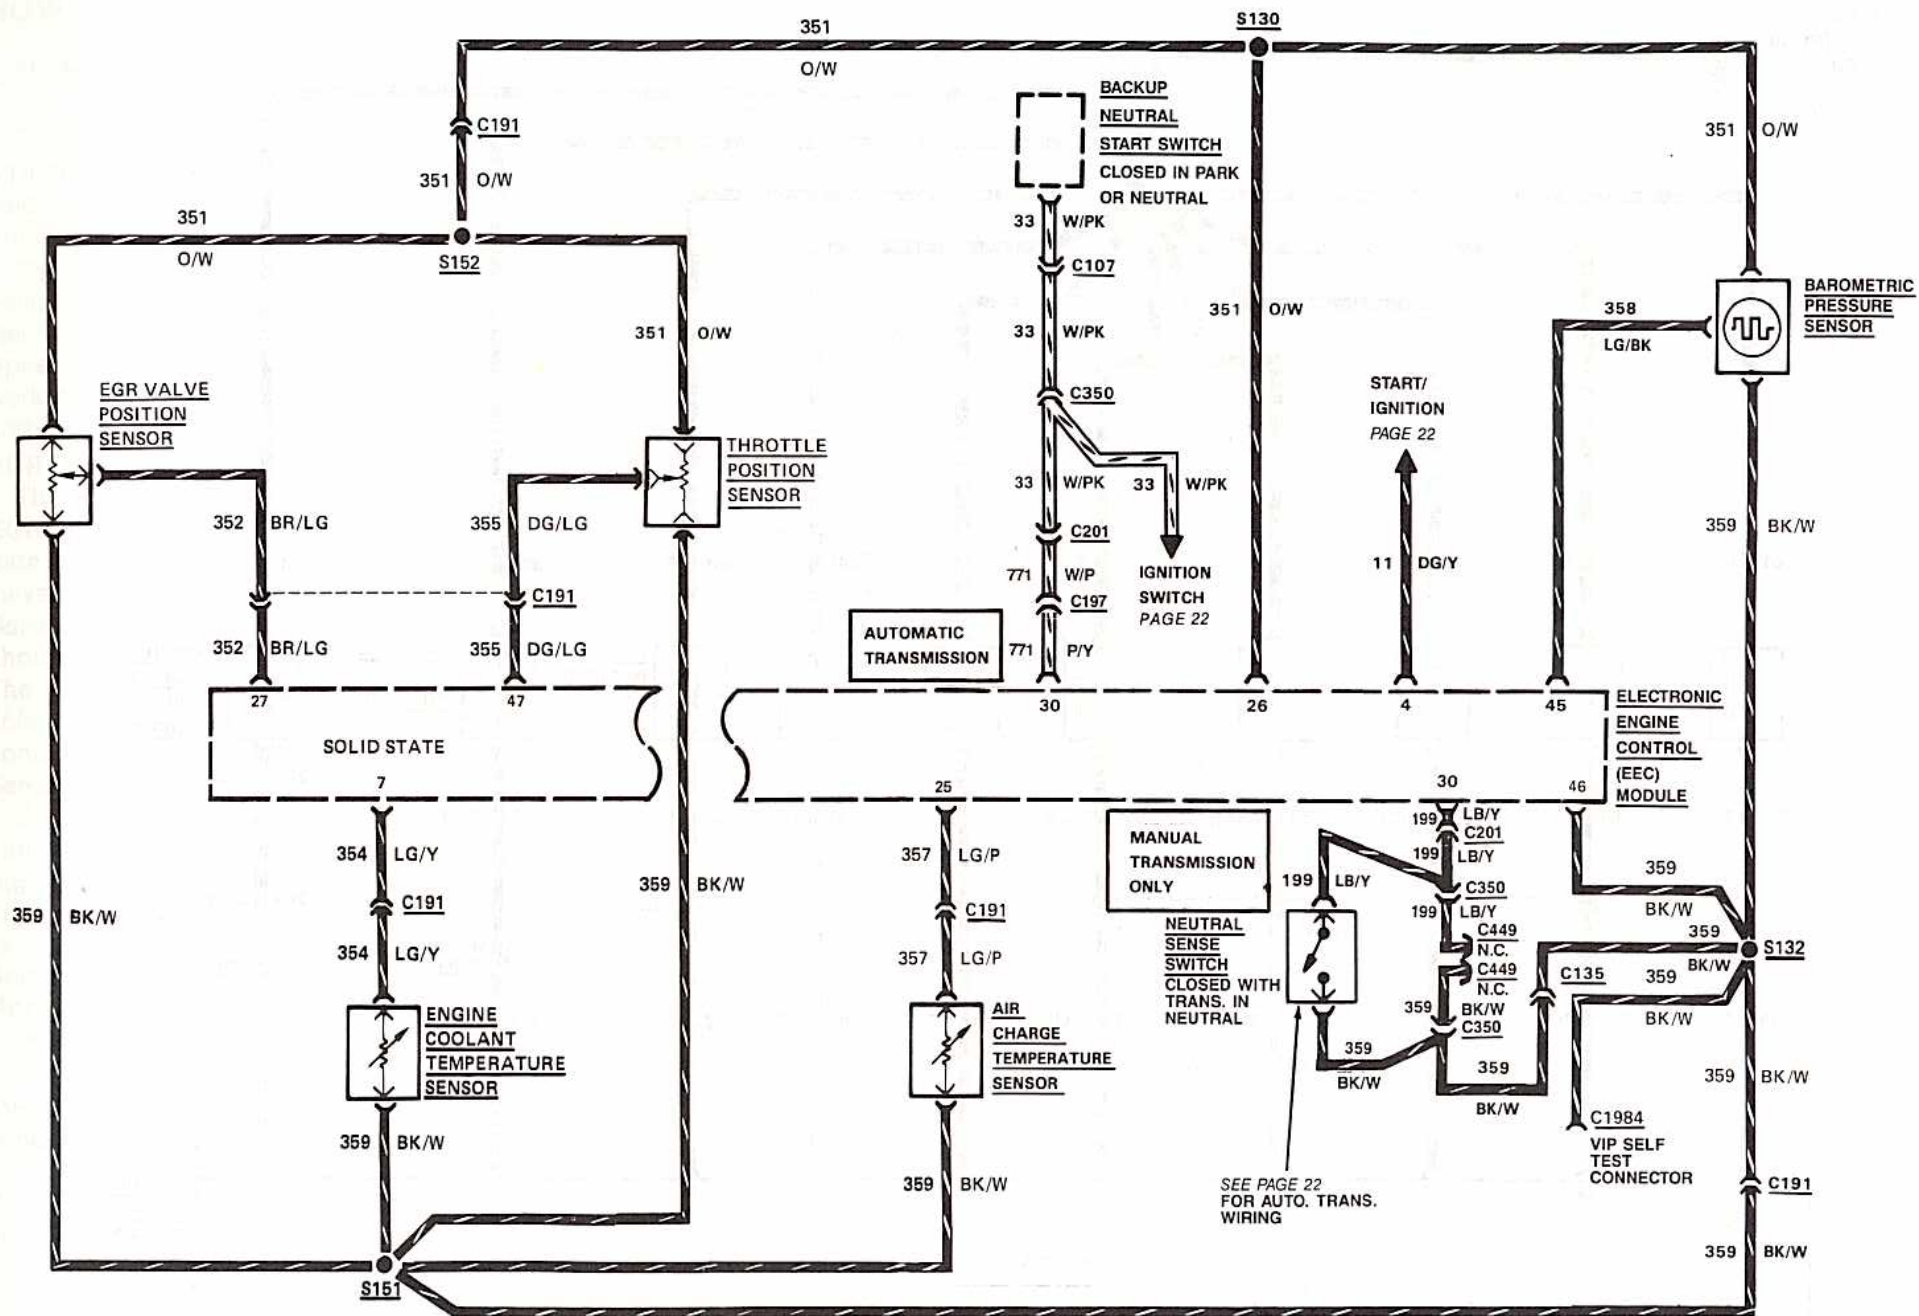 S130
351
O/W
BACKUP
NEUTRAL
START SWITCH
CLOSED IN PARK
OR NEUTRAL
C191
351 O/W
351 O/W
351
O/W
S152
33 W/PK
C107
33 W/PK
351 O/W
351 O/W
358
LG/BK
BAROMETRIC
PRESSURE
SENSOR
EGR VALVE
POSITION
SENSOR
THROTTLE
POSITION
SENSOR
C350
START/
IGNITION
PAGE 22
352 BR/LG
355 DG/LG
33 W/PK
33 W/PK
359 BK/W
C201
771 W/P
C197
IGNITION
SWITCH
PAGE 22
11 DG/Y
C191
352 BR/LG
355 DG/LG
AUTOMATIC
TRANSMISSION
771 P/Y
27
47
30
26
4
45
ELECTRONIC
ENGINE
CONTROL
(EEC)
MODULE
SOLID STATE
7
25
30
46
354 LG/Y
C191
354 LG/Y
359 BK/W
359 BK/W
357 LG/P
C191
357 LG/P
MANUAL
TRANSMISSION
ONLY
199 LB/Y
C201
199 LB/Y
199 LB/Y
C350
199 LB/Y
C449
N.C.
C449
N.C.
359 BK/W
C350
359
BK/W
359
BK/W
S132
C135
359
BK/W
NEUTRAL
SENSE
SWITCH
CLOSED WITH
TRANS. IN
NEUTRAL
359
BK/W
359
BK/W
ENGINE
COOLANT
TEMPERATURE
SENSOR
AIR
CHARGE
TEMPERATURE
SENSOR
359 BK/W
359 BK/W
359 BK/W
C1984
VIP SELF
TEST
CONNECTOR
SEE PAGE 22
FOR AUTO. TRANS.
WIRING
C191
359 BK/W
S151